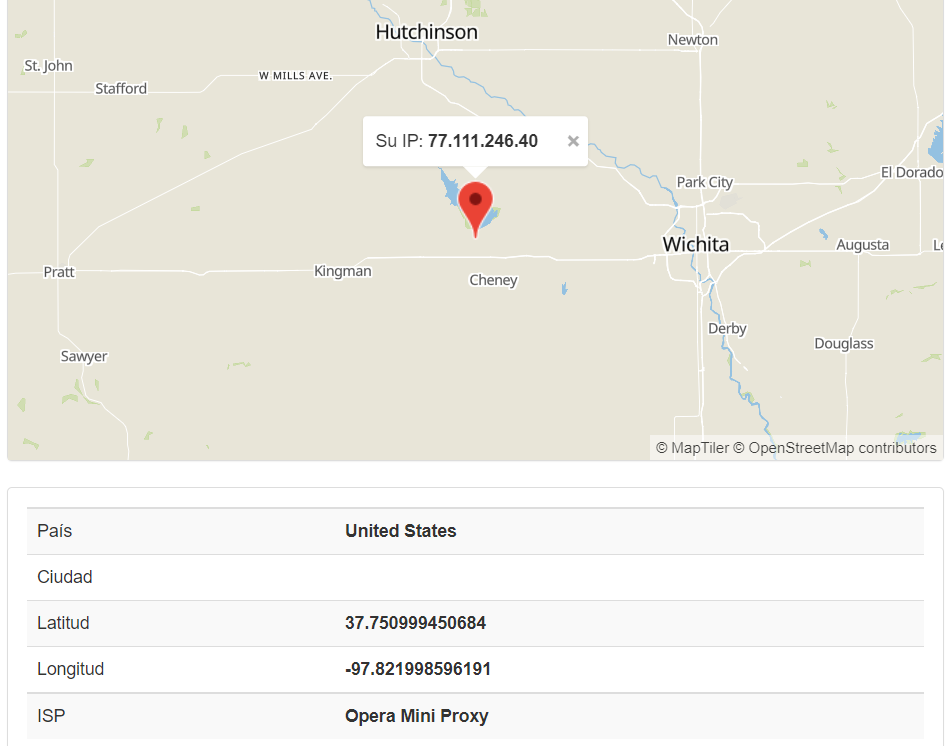 Hutchinson
Newton
St. John
W MILLS AVE.
Stafford
Su IP: 77.111.246.40 ×
El Dorado
Park City
Wichita
Augusta
Le
Pratt
Kingman
Cheney
Derby
Douglass
Sawyer
© MapTiler © OpenStreetMap contributors
País United States
Ciudad
Latitud 37.750999450684
Longitud -97.821998596191
ISP Opera Mini Proxy